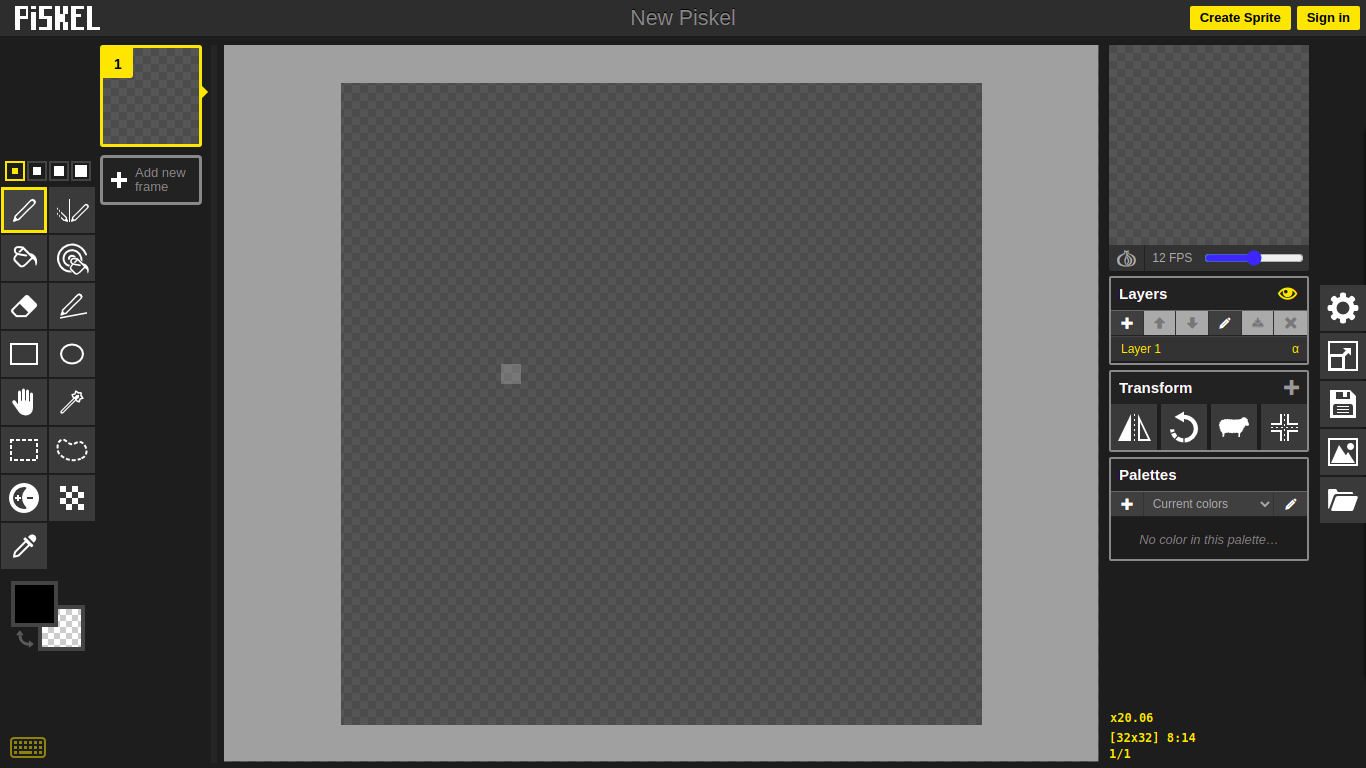 PiSKEL
New Piskel
Create Sprite
Sign in
1
Add new
frame
12 FPS
Layers
Layer 1
α
Transform
Palettes
Current colors
No color in this palette…
x20.06
[32x32] 8:14
1/1